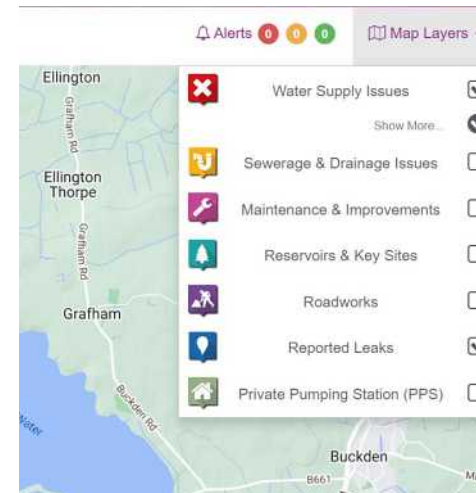 Alerts 0 0 0
Map Layers
Ellington
Grafham Rd
Ellington
Thorpe
Grafham Rd
Grafham
Buckden Rd
Water
Buckden
B661
Water Supply Issues
Show More...
Sewerage & Drainage Issues
Maintenance & Improvements
Reservoirs & Key Sites
Roadworks
Reported Leaks
Private Pumping Station (PPS)